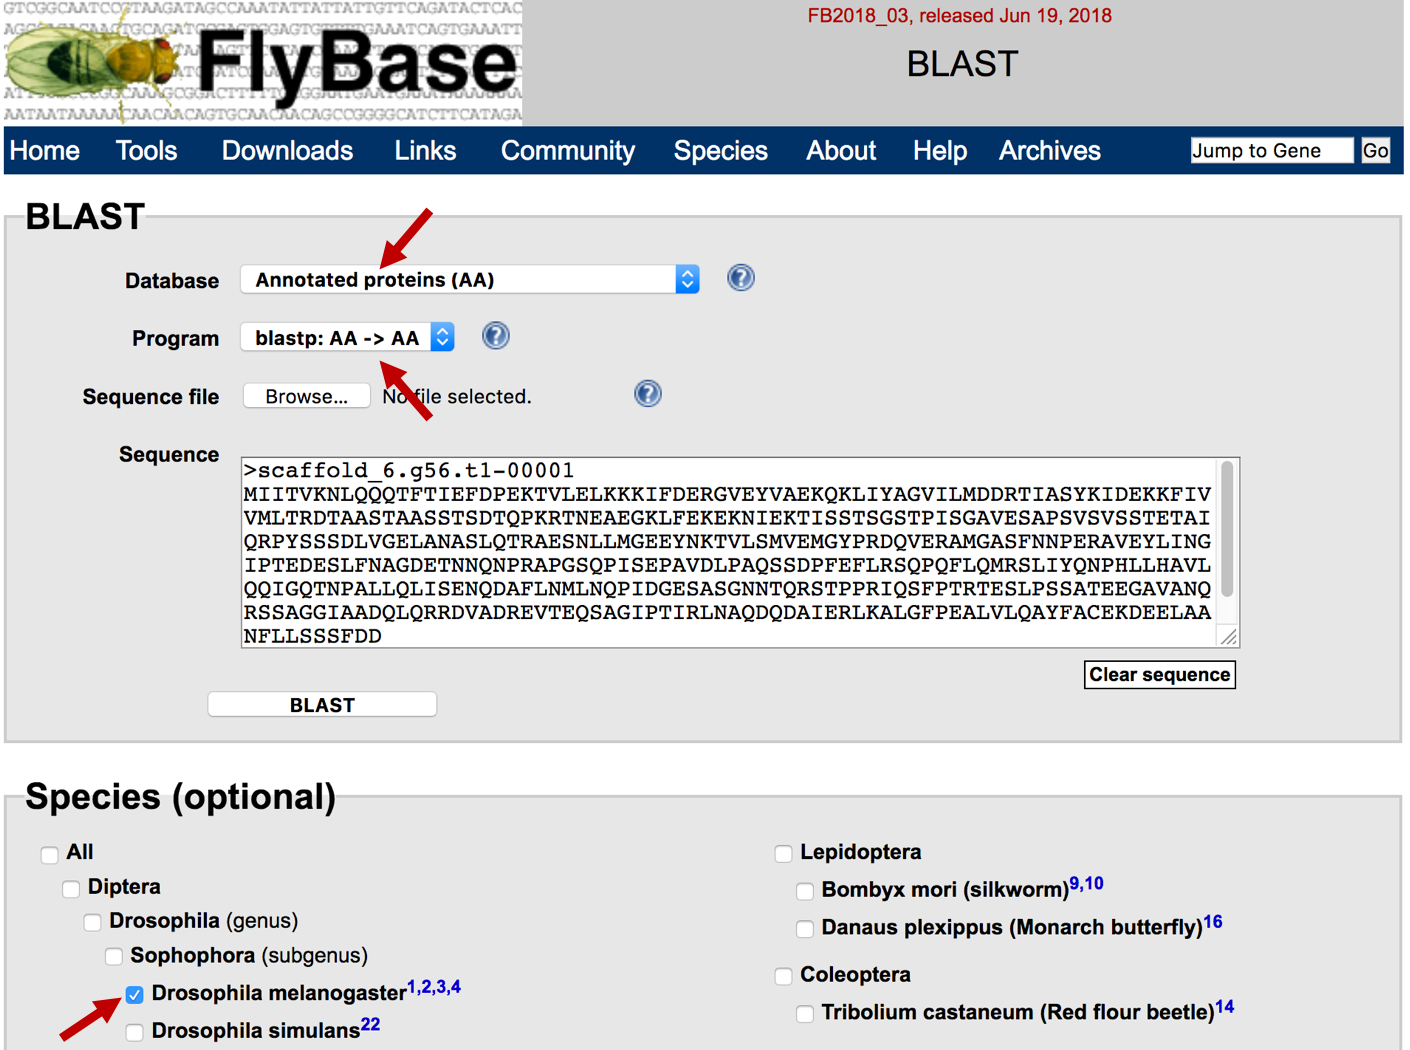 FlyBase
FB2018_03, released Jun 19, 2018
BLAST
Home Tools Downloads Links Community Species About Help Archives Jump to Gene Go
BLAST
Database Annotated proteins (AA) ?
Program blastp: AA -> AA ?
Sequence file Browse... No file selected. ?
Sequence
>scaffold_6.g56.t1-00001
MIITVKNLQQQTFTIEFDPEKTVLELKKKIFDERGVEYVAEKQKLIYAGVILMDDRTIASYKIDEKKFIV
VMLTRDTAASTAASSTSDTQPKRTNEAEGKLFEKEKNIEKTISSTSGSTPISGAVESAPSVSVSSTETAI
QRPYSSSDLVGELANASLQTRAESNLLMGEEYNKTVLSMVEMGYPRDQVERAMGASFNNPERAVEYLING
IPTEDESLFNAGDETNNQNPRAPGSQPISEPAVDLPAQSSDPFEFLRSQPQFLQMRSLIYQNPHLLHAVL
QQIGQTNPALLQLISENQDAFLNMLNQPIDGESASGNNTQRSTPPRIQSFPTRTESLPSSATEEGAVANQ
RSSAGGIAADQLQRRDVADREVTEQSAGIPTIRLNAQDQDAIERLKALGFPEALVLQAYFACEKDEELAA
NFLLSSSFDD
Clear sequence
BLAST
Species (optional)
All
Diptera
Drosophila (genus)
Sophophora (subgenus)
Drosophila melanogaster1,2,3,4
Drosophila simulans22
Lepidoptera
Bombyx mori (silkworm)9,10
Danaus plexippus (Monarch butterfly)16
Coleoptera
Tribolium castaneum (Red flour beetle)14